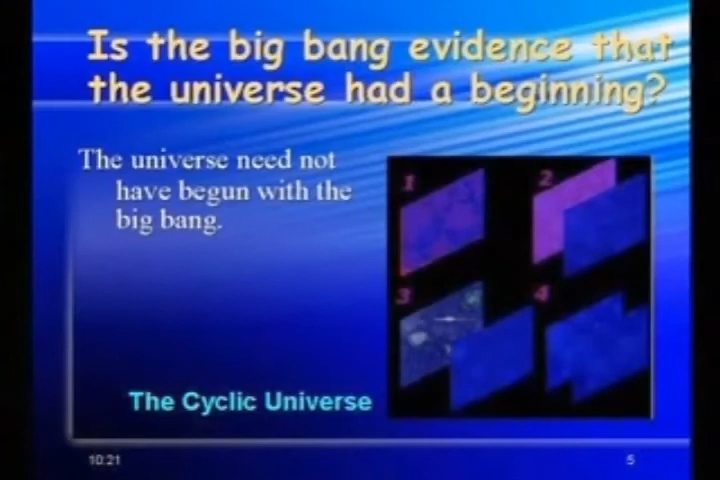 Is the big bang evidence that
the universe had a beginning?
The universe need not
have begun with the
big bang.
1
2
3
4
The Cyclic Universe
10:21
5